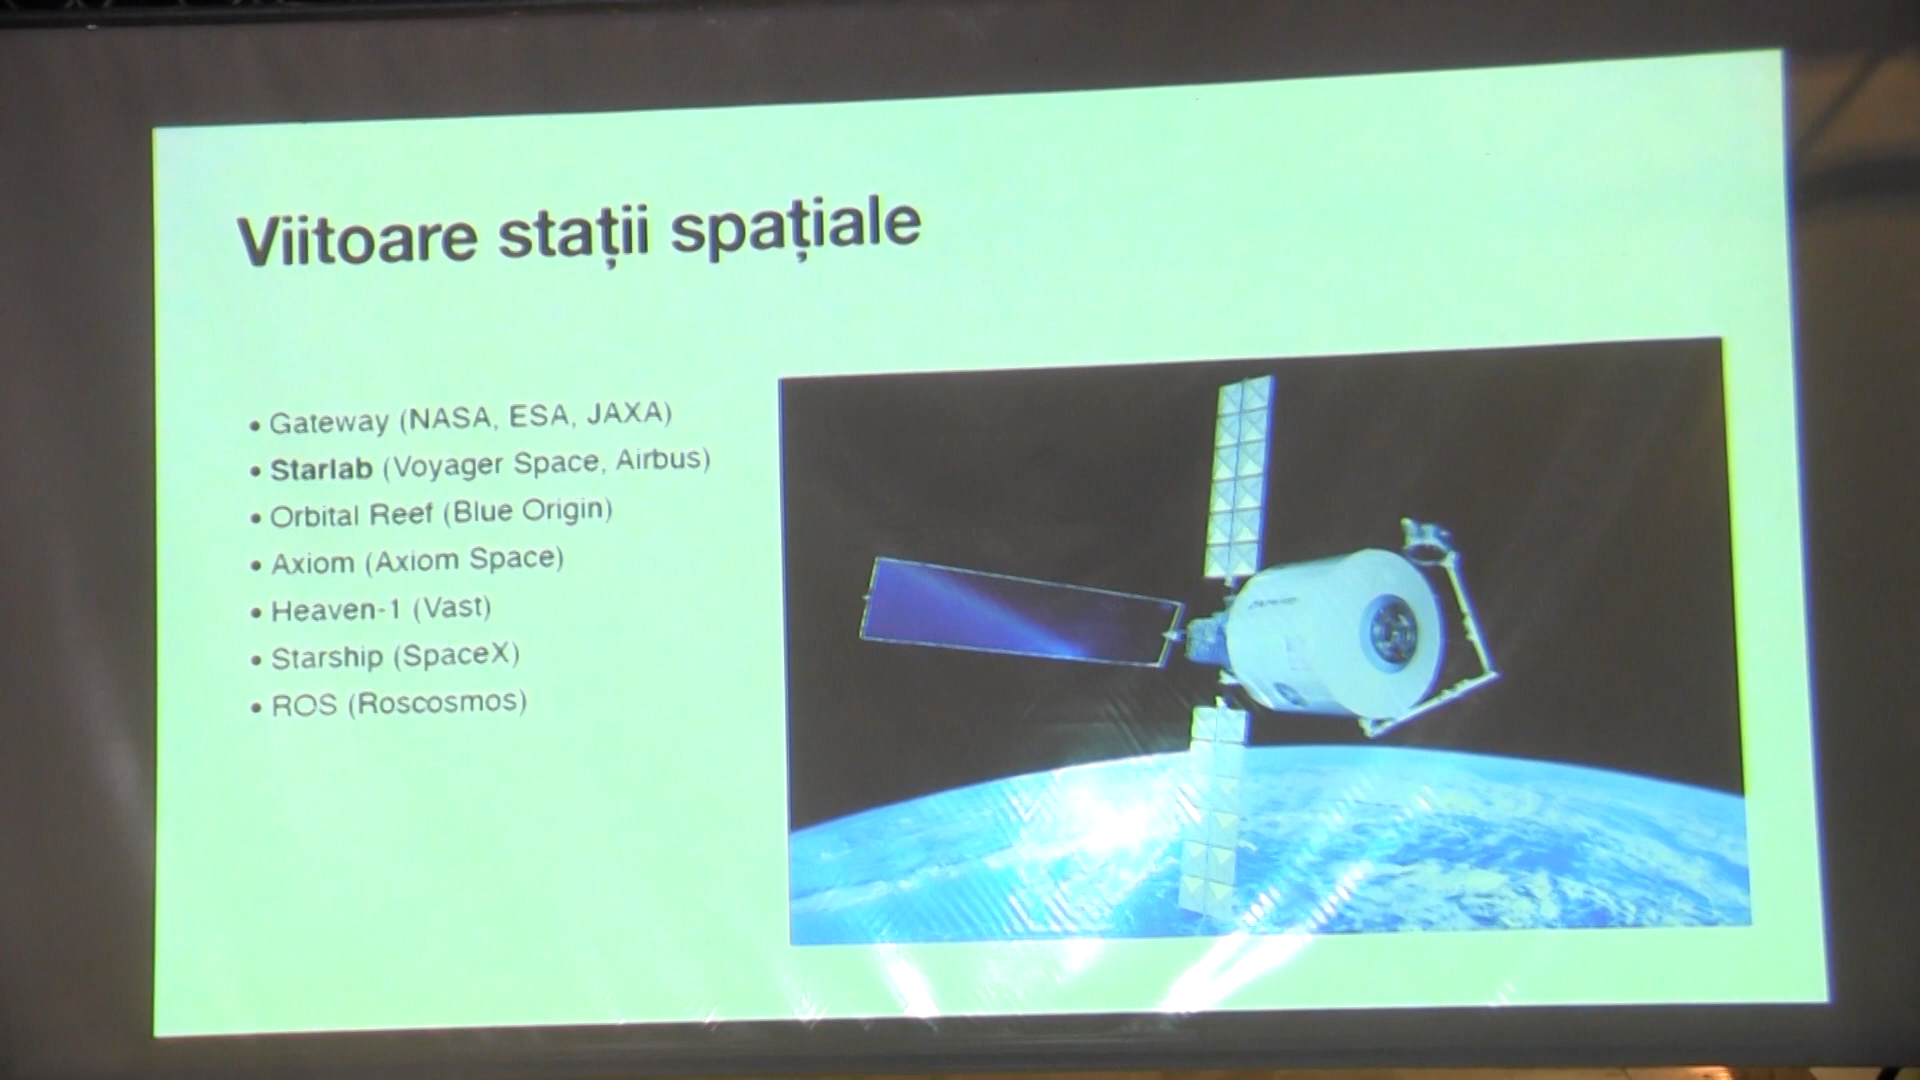 Viitoare stații spațiale
• Gateway (NASA, ESA, JAXA)
• Starlab (Voyager Space, Airbus)
• Orbital Reef (Blue Origin)
• Axiom (Axiom Space)
• Heaven-1 (Vast)
• Starship (SpaceX)
• ROS (Roscosmos)